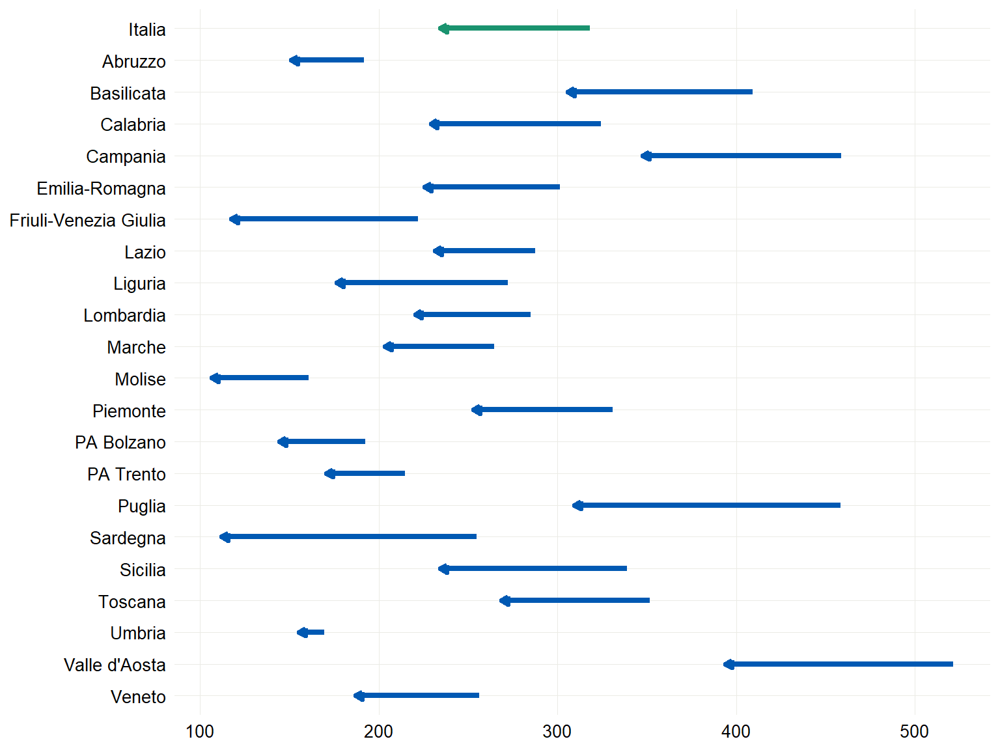 Italia
Abruzzo
Basilicata
Calabria
Campania
Emilia-Romagna
Friuli-Venezia Giulia
Lazio
Liguria
Lombardia
Marche
Molise
Piemonte
PA Bolzano
PA Trento
Puglia
Sardegna
Sicilia
Toscana
Umbria
Valle d'Aosta
Veneto
100 200 300 400 500